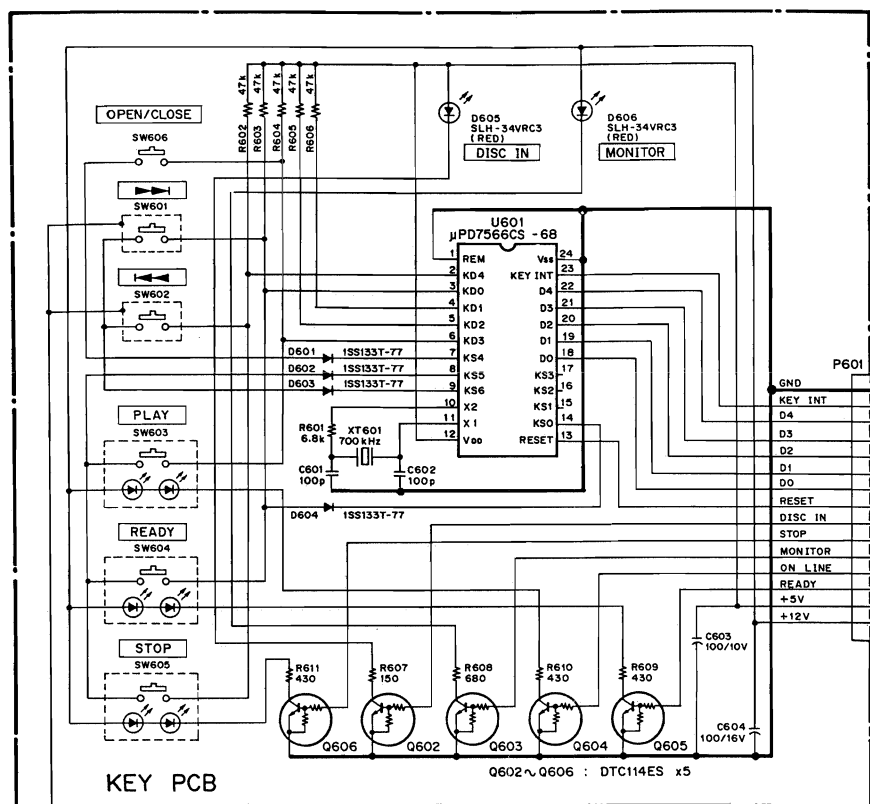 47k 47k 47k 47k 47k
R602 R603 R604 R605 R606
OPEN/CLOSE
SW606
SW601
SW602
D605
SLH-34VRC3
(RED)
DISC IN
D606
SLH-34VRC3
(RED)
MONITOR
U601
μPD7566CS -68
1 REM Vss 24
2 KD4 KEY INT 23
3 KD0 D4 22
4 KD1 D3 21
5 KD2 D2 20
6 KD3 D1 19
7 KS4 D0 18
8 KS5 KS3 17
9 KS6 KS2 16
10 X2 KS1 15
11 X1 KS0 14
12 VDD RESET 13
D601 1SS133T-77
D602 1SS133T-77
D603 1SS133T-77
R601
6.8k
XT601
700kHz
C601
100p
C602
100p
D604 1SS133T-77
PLAY
SW603
READY
SW604
STOP
SW605
P601
GND
KEY INT
D4
D3
D2
D1
D0
RESET
DISC IN
STOP
MONITOR
ON LINE
READY
+5V
+12V
C603
100/10V
C604
100/16V
R611
430
R607
150
R608
680
R610
430
R609
430
Q606 Q602 Q603 Q604 Q605
Q602~Q606 : DTC114ES x5
KEY PCB